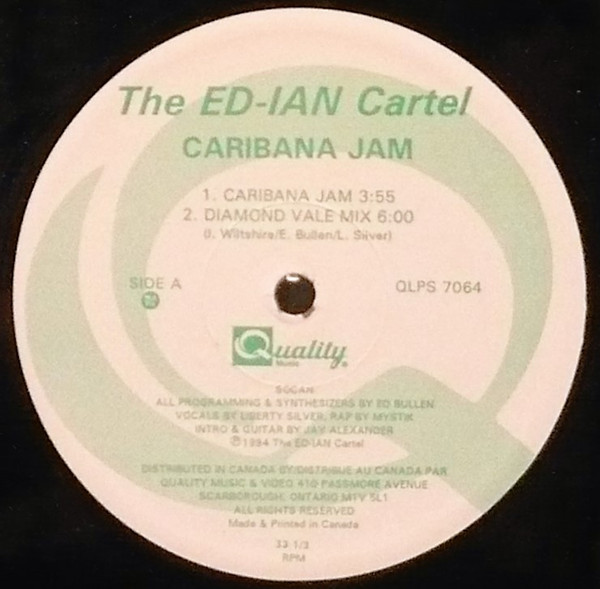 The ED-IAN Cartel
CARIBANA JAM
1. CARIBANA JAM 3:55
2. DIAMOND VALE MIX 6:00
(I. Wiltshire/E. Bullen/L. Silver)
SIDE A
QLPS 7064
Quality
Music
SOCAN
ALL PROGRAMMING & SYNTHESIZERS BY ED BULLEN
VOCALS BY LIBERTY SILVER, RAP BY MYSTIK
INTRO & GUITAR BY JAY ALEXANDER
℗1994 The ED-IAN Cartel
DISTRIBUTED IN CANADA BY/DISTRIBUE AU CANADA PAR
QUALITY MUSIC & VIDEO 410 PASSMORE AVENUE
SCARBOROUGH, ONTARIO M1V 5L1
ALL RIGHTS RESERVED
Made & Printed in Canada
33 1/3
RPM